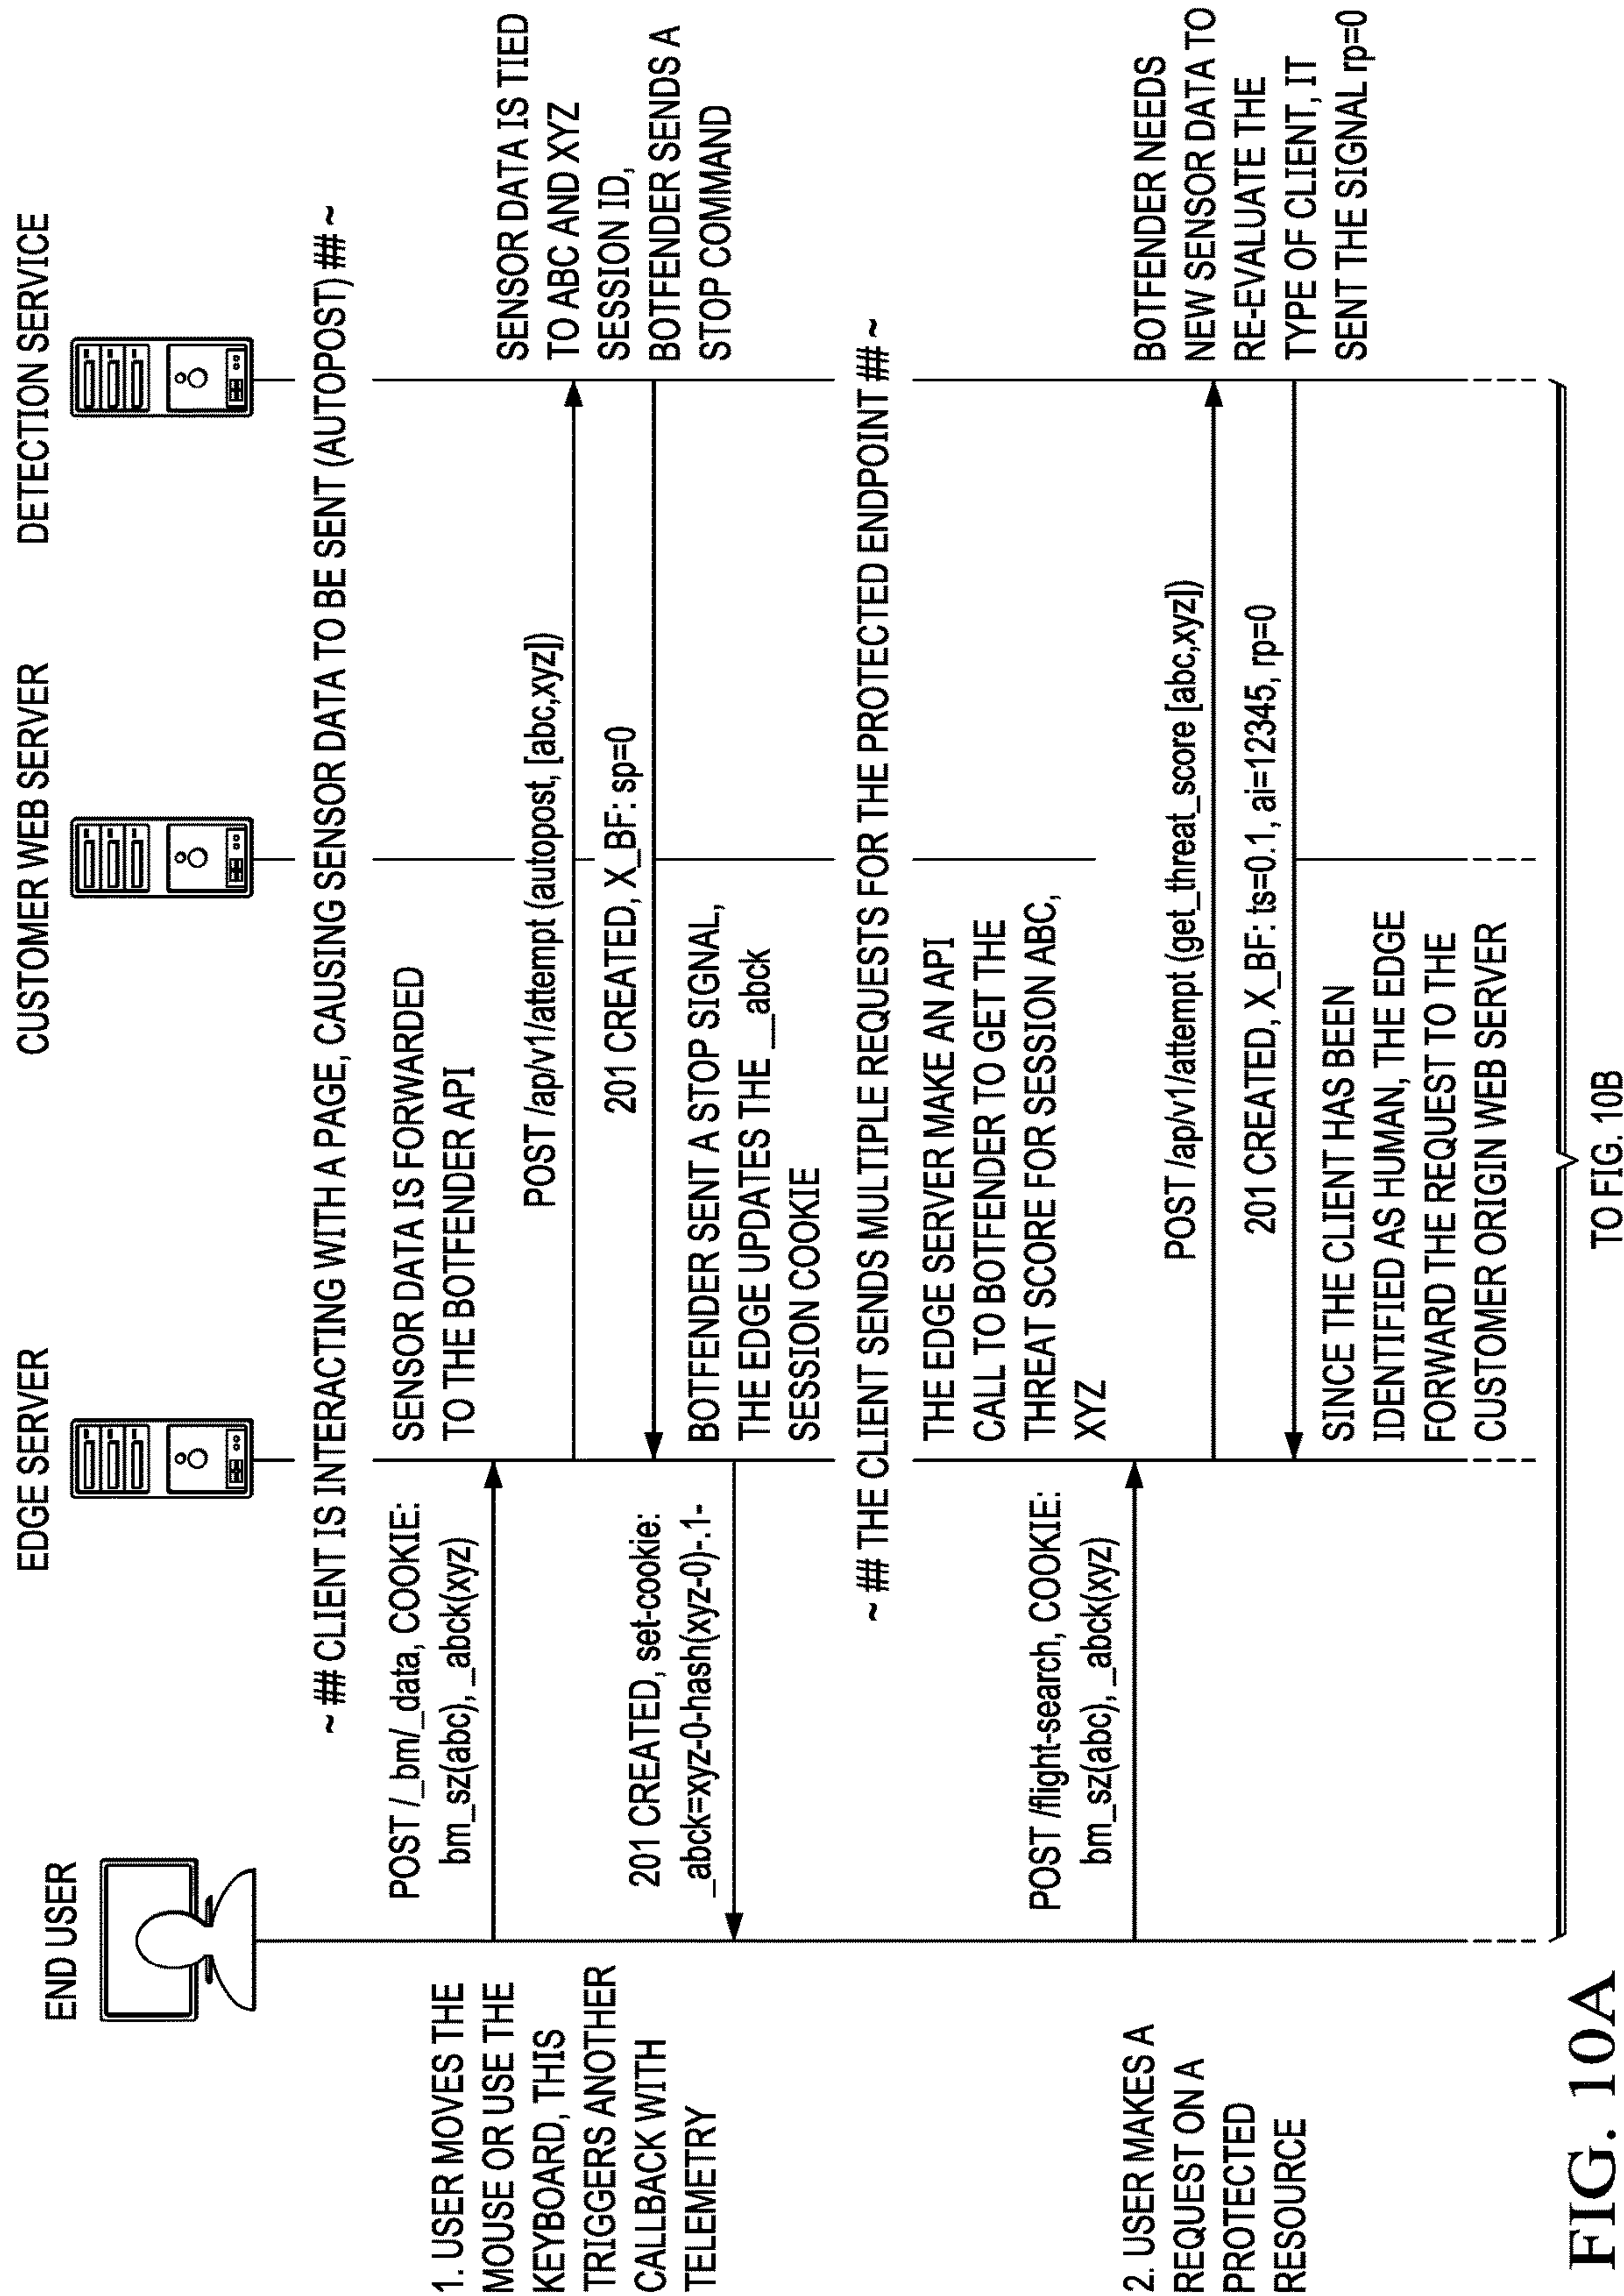 END USER
EDGE SERVER
CUSTOMER WEB SERVER
DETECTION SERVICE
~ ## CLIENT IS INTERACTING WITH A PAGE, CAUSING SENSOR DATA TO BE SENT (AUTOPOST) ## ~
1. USER MOVES THE
MOUSE OR USE THE
KEYBOARD, THIS
TRIGGERS ANOTHER
CALLBACK WITH
TELEMETRY
POST /_bm/_data, COOKIE:
bm_sz(abc), _abck(xyz)
SENSOR DATA IS FORWARDED
TO THE BOTFENDER API
POST /ap/v1/attempt (autopost, [abc,xyz])
SENSOR DATA IS TIED
TO ABC AND XYZ
SESSION ID,
BOTFENDER SENDS A
STOP COMMAND
201 CREATED, X_BF: sp=0
BOTFENDER SENT A STOP SIGNAL,
THE EDGE UPDATES THE __abck
SESSION COOKIE
201 CREATED, set-cookie:
_abck=xyz-0-hash(xyz-0)-.1-
~ ## THE CLIENT SENDS MULTIPLE REQUESTS FOR THE PROTECTED ENDPOINT ## ~
2. USER MAKES A
REQUEST ON A
PROTECTED
RESOURCE
POST /flight-search, COOKIE:
bm_sz(abc), _abck(xyz)
THE EDGE SERVER MAKE AN API
CALL TO BOTFENDER TO GET THE
THREAT SCORE FOR SESSION ABC,
XYZ
POST /ap/v1/attempt (get_threat_score [abc,xyz])
BOTFENDER NEEDS
NEW SENSOR DATA TO
RE-EVALUATE THE
TYPE OF CLIENT, IT
SENT THE SIGNAL rp=0
201 CREATED, X_BF: ts=0.1, ai=12345, rp=0
SINCE THE CLIENT HAS BEEN
IDENTIFIED AS HUMAN, THE EDGE
FORWARD THE REQUEST TO THE
CUSTOMER ORIGIN WEB SERVER
TO FIG. 10B
FIG. 10A